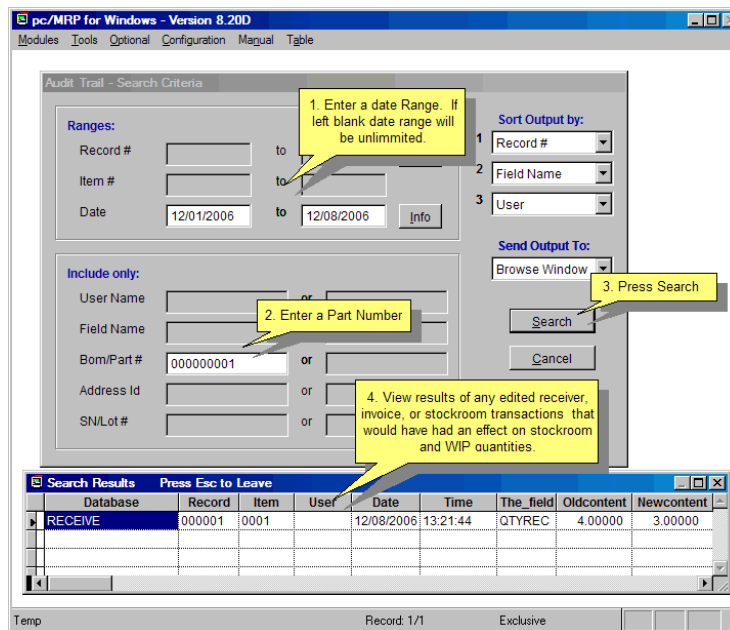 pc/MRP for Windows - Version 8.20D
Modules Tools Optional Configuration Manual Table
Audit Trail - Search Criteria
Ranges:
Record # to
Item # to
Date 12/01/2006 to 12/08/2006 Info
1. Enter a date Range. If
left blank date range will
be unlimmited.
Sort Output by:
1 Record #
2 Field Name
3 User
Send Output To:
Browse Window
3. Press Search
Search
Cancel
Include only:
User Name or
Field Name
2. Enter a Part Number
Bom/Part # 000000001 or
Address Id or
SN/Lot # or
4. View results of any edited receiver,
invoice, or stockroom transactions that
would have had an effect on stockroom
and WIP quantities.
Search Results Press Esc to Leave
Database Record Item User Date Time The_field Oldcontent Newcontent
RECEIVE 000001 0001 12/08/2006 13:21:44 QTYREC 4.00000 3.00000
Temp Record: 1/1 Exclusive